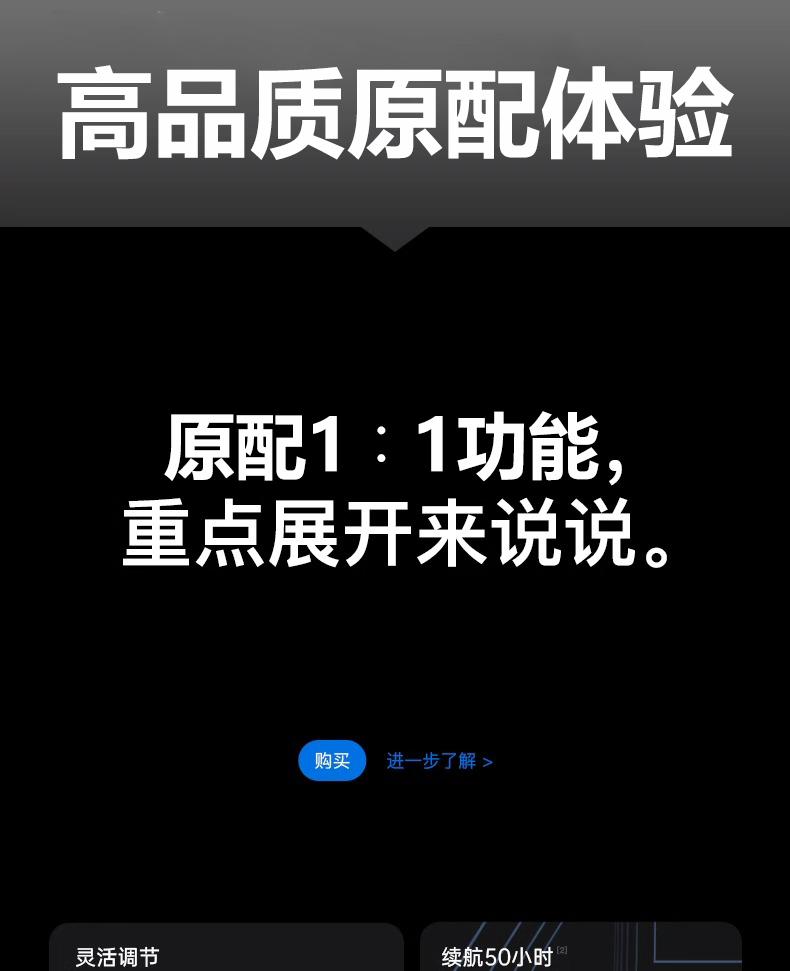 高品质原配体验
原配1：1功能，
重点展开来说说。
购买 进一步了解 >
灵活调节
续航50小时[2]